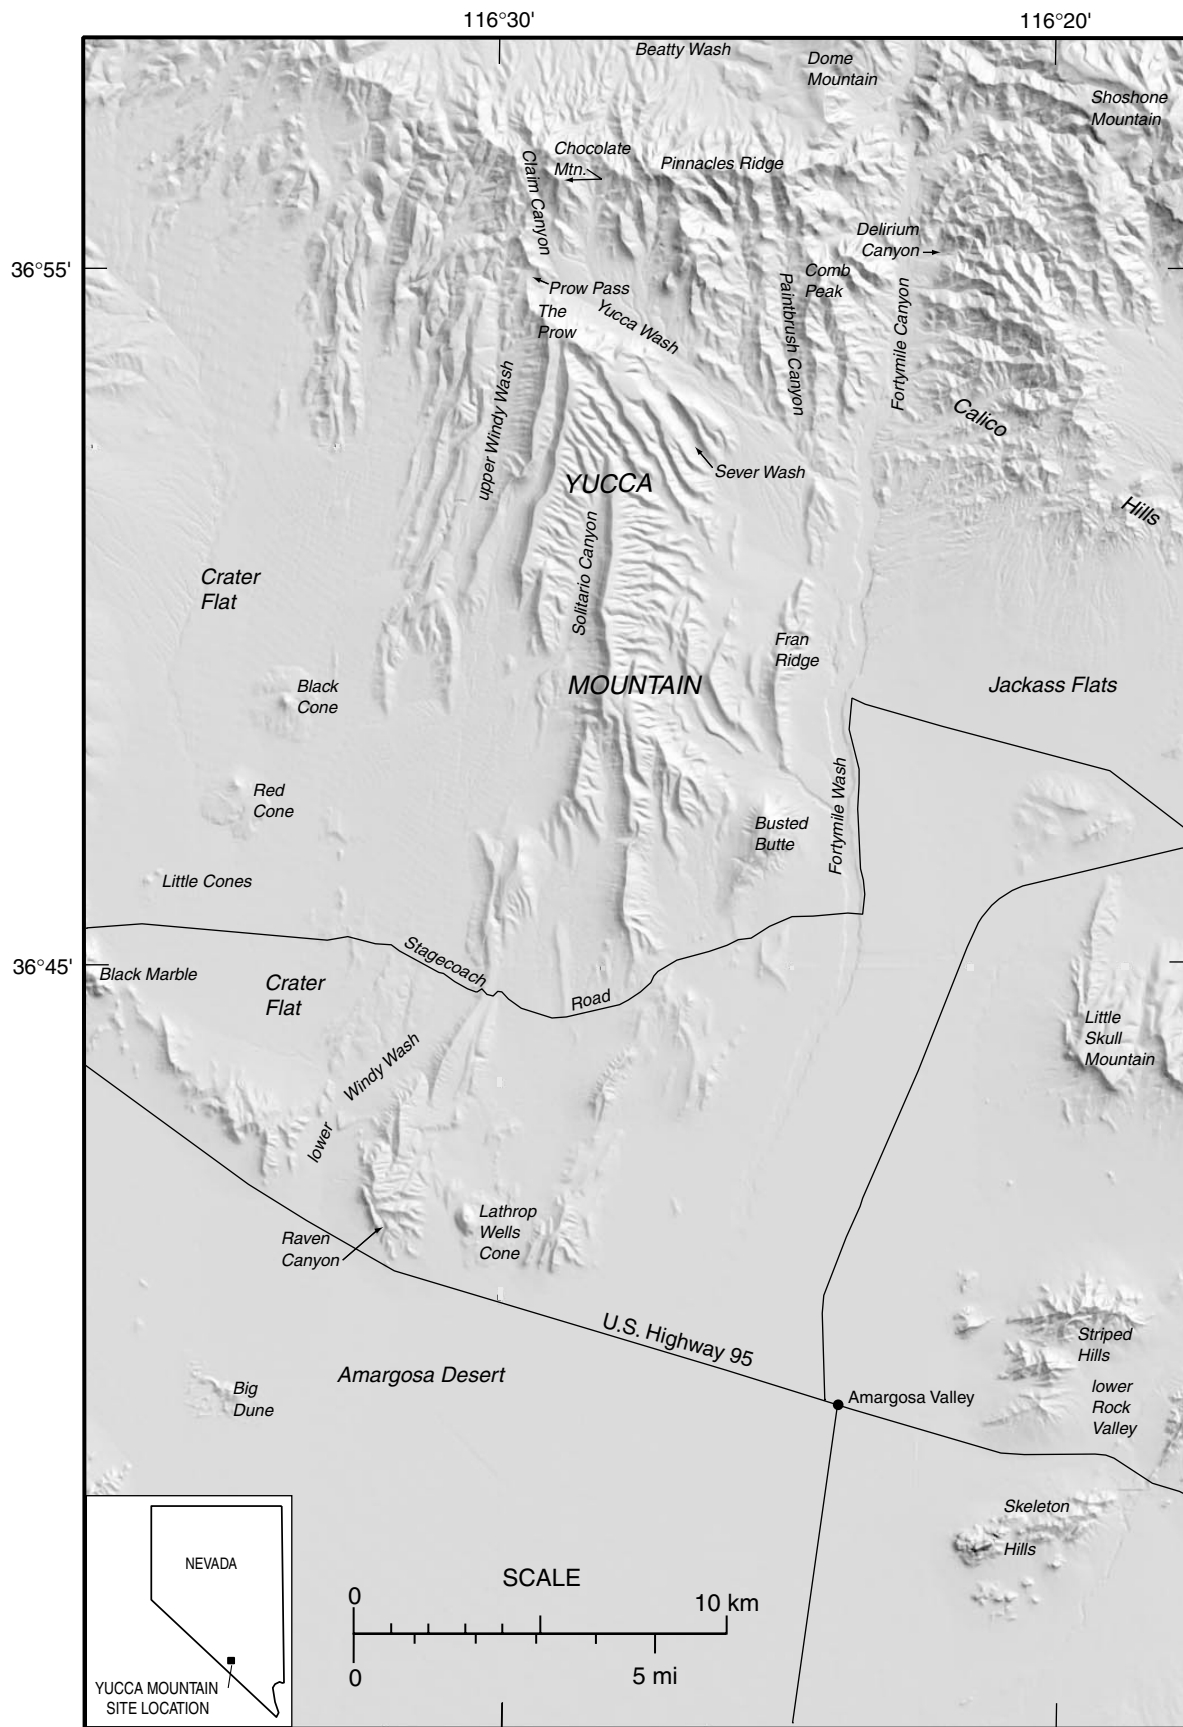 116°30'
116°20'
Beatty Wash
Dome
Mountain
Shoshone
Mountain
Chocolate
Mtn.
Claim Canyon
Pinnacles Ridge
Delirium
Canyon
36°55'
Comb
Peak
Prow Pass
The
Prow
Yucca Wash
Paintbrush Canyon
Fortymile Canyon
upper Windy Wash
Calico
Hills
Sever Wash
YUCCA
Solitario Canyon
Crater
Flat
Fran
Ridge
MOUNTAIN
Jackass Flats
Black
Cone
Red
Cone
Busted
Butte
Fortymile Wash
Little Cones
36°45'
Black Marble
Stagecoach
Road
Crater
Flat
Little
Skull
Mountain
lower
Windy Wash
Lathrop
Wells
Cone
Raven
Canyon
U.S. Highway 95
Striped
Hills
Amargosa Desert
Big
Dune
Amargosa Valley
lower
Rock
Valley
Skeleton
Hills
NEVADA
YUCCA MOUNTAIN
SITE LOCATION
SCALE
0
10 km
0
5 mi